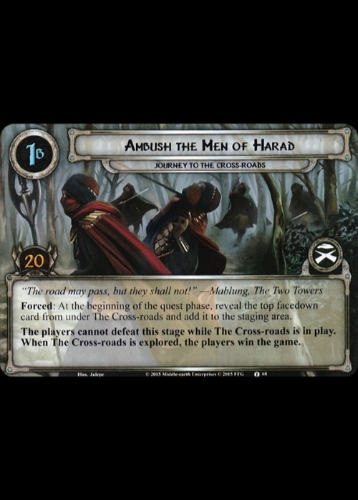 1B
AMBUSH THE MEN OF HARAD
JOURNEY TO THE CROSS-ROADS
20
"The road may pass, but they shall not!" —Mablung, The Two Towers
Forced: At the beginning of the quest phase, reveal the top facedown
card from under The Cross-roads and add it to the staging area.
The players cannot defeat this stage while The Cross-roads is in play.
When The Cross-roads is explored, the players win the game.
Illus. Julepe
© 2015 Middle-earth Enterprises © 2015 FFG
68